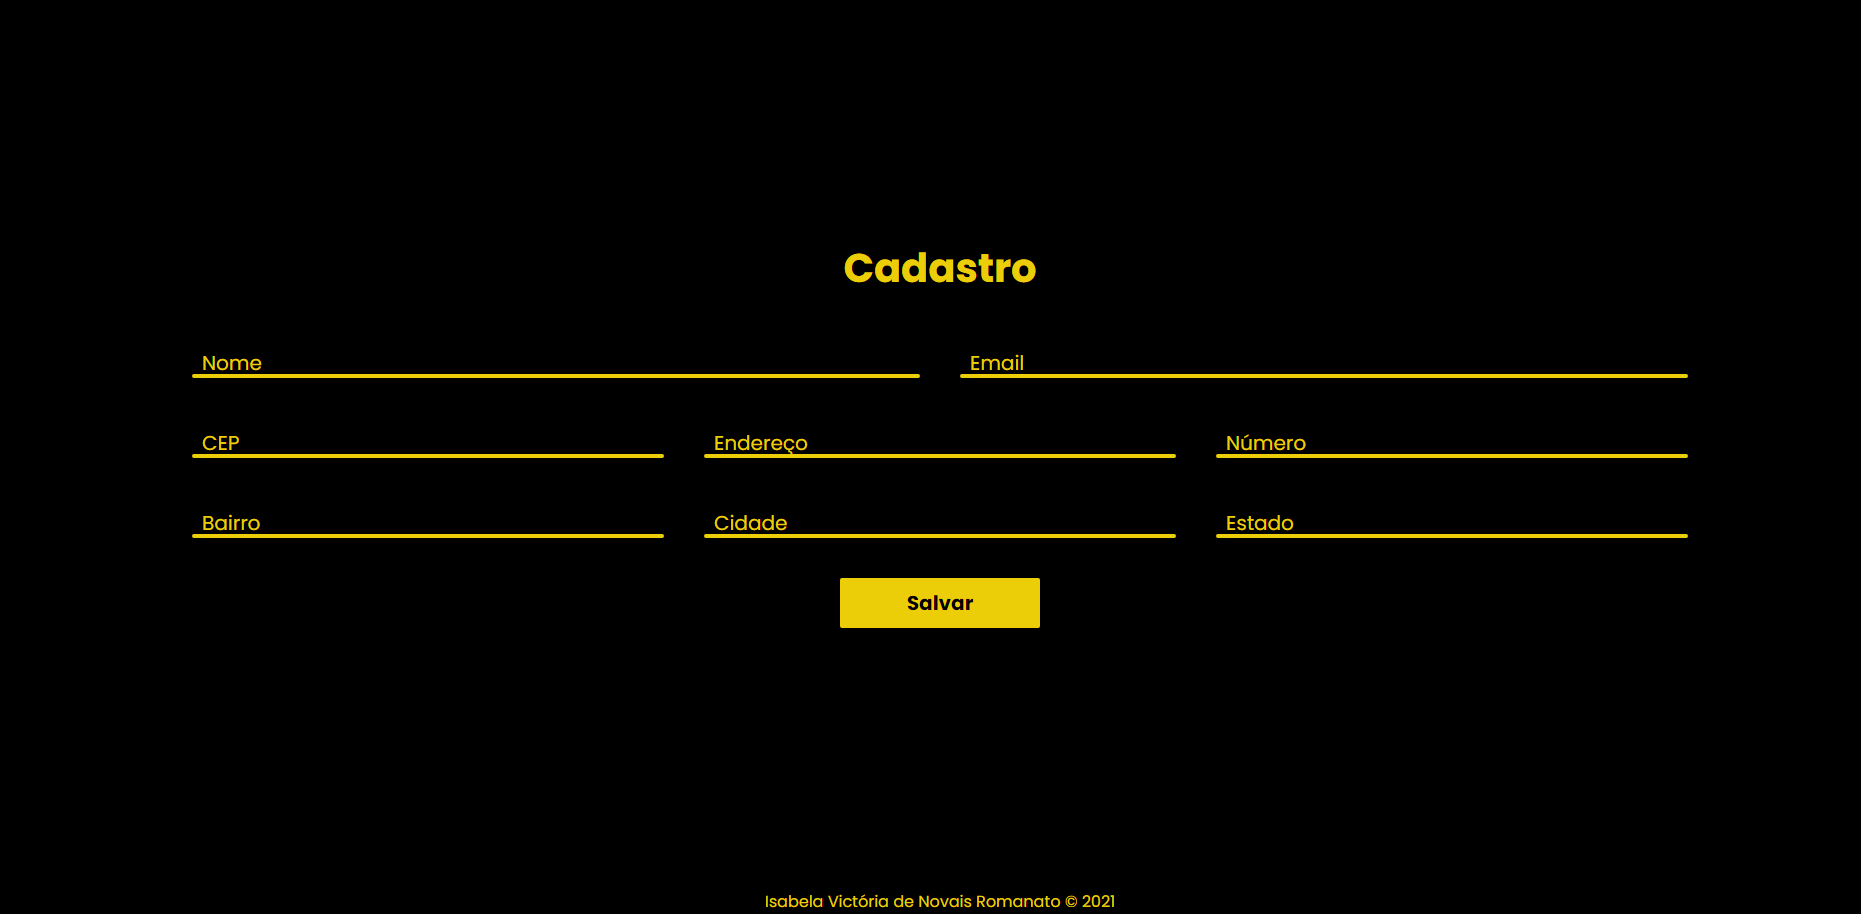 Cadastro
Nome Email
CEP Endereço Número
Bairro Cidade Estado
Salvar
Isabela Victória de Novais Romanato © 2021